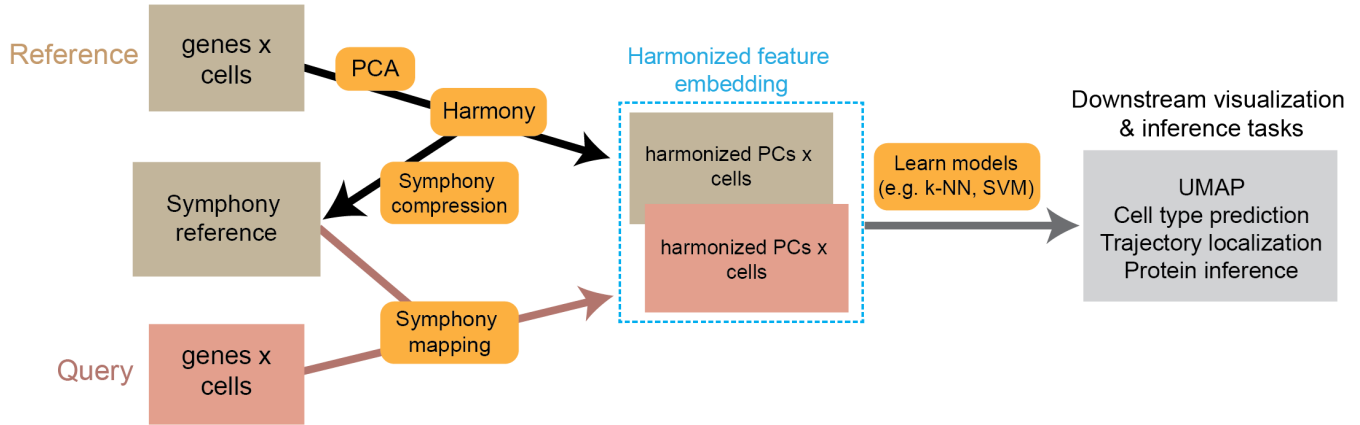 Reference
genes x
cells
PCA
Harmony
Symphony
compression
Symphony
reference
Query
genes x
cells
Symphony
mapping
Harmonized feature
embedding
harmonized PCs x
cells
harmonized PCs x
cells
Learn models
(e.g. k-NN, SVM)
Downstream visualization
& inference tasks
UMAP
Cell type prediction
Trajectory localization
Protein inference